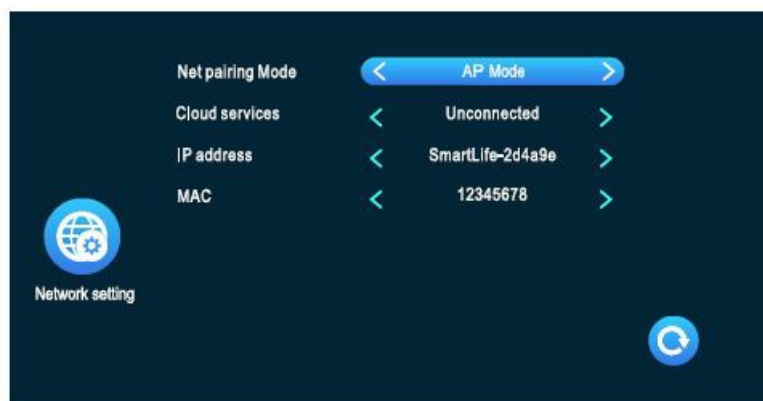 Net pairing Mode AP Mode
Cloud services Unconnected
IP address SmartLife-2d4a9e
MAC 12345678
Network setting